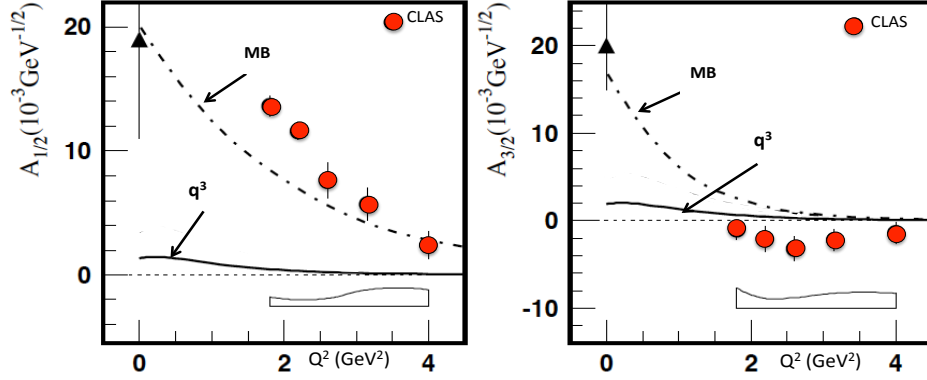 A1/2(10-3GeV-1/2)
20
10
0
MB
q3
CLAS
0
2
4
Q2 (GeV2)
A3/2(10-3GeV-1/2)
20
10
0
-10
MB
q3
CLAS
0
2
4
Q2 (GeV2)